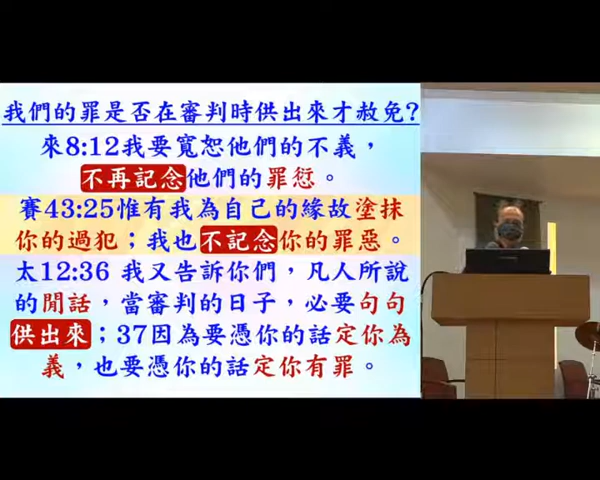 我們的罪是否在審判時供出來才赦免?
來8:12我要寬恕他們的不義，
不再記念他們的罪愆。
賽43:25惟有我為自己的緣故塗抹
你的過犯；我也不記念你的罪惡。
太12:36 我又告訴你們，凡人所說
的閒話，當審判的日子，必要句句
供出來；37因為要憑你的話定你為
義，也要憑你的話定你有罪。